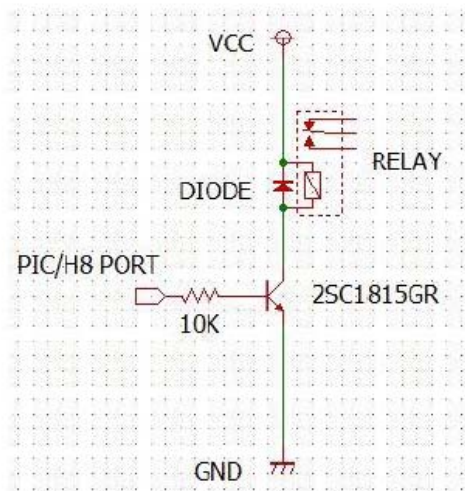 VCC
RELAY
DIODE
PIC/H8 PORT
10K
2SC1815GR
GND